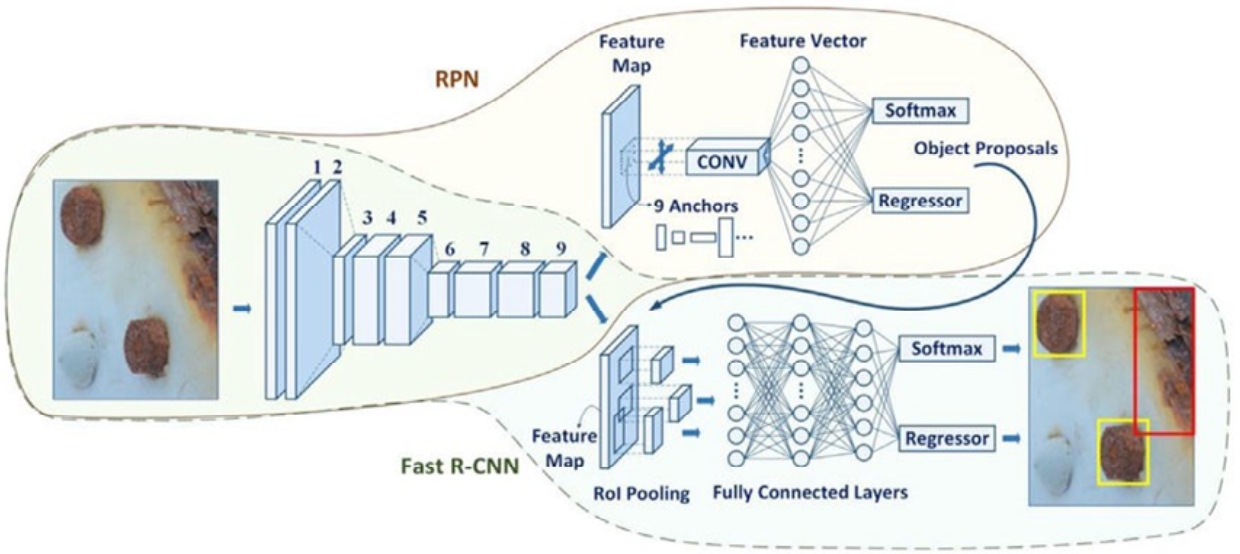 RPN
Feature
Map
Feature Vector
1 2
3 4 5
6 7 8 9
CONV
Softmax
Object Proposals
Regressor
9 Anchors
...
Softmax
Regressor
Feature
Map
Fast R-CNN
RoI Pooling
Fully Connected Layers